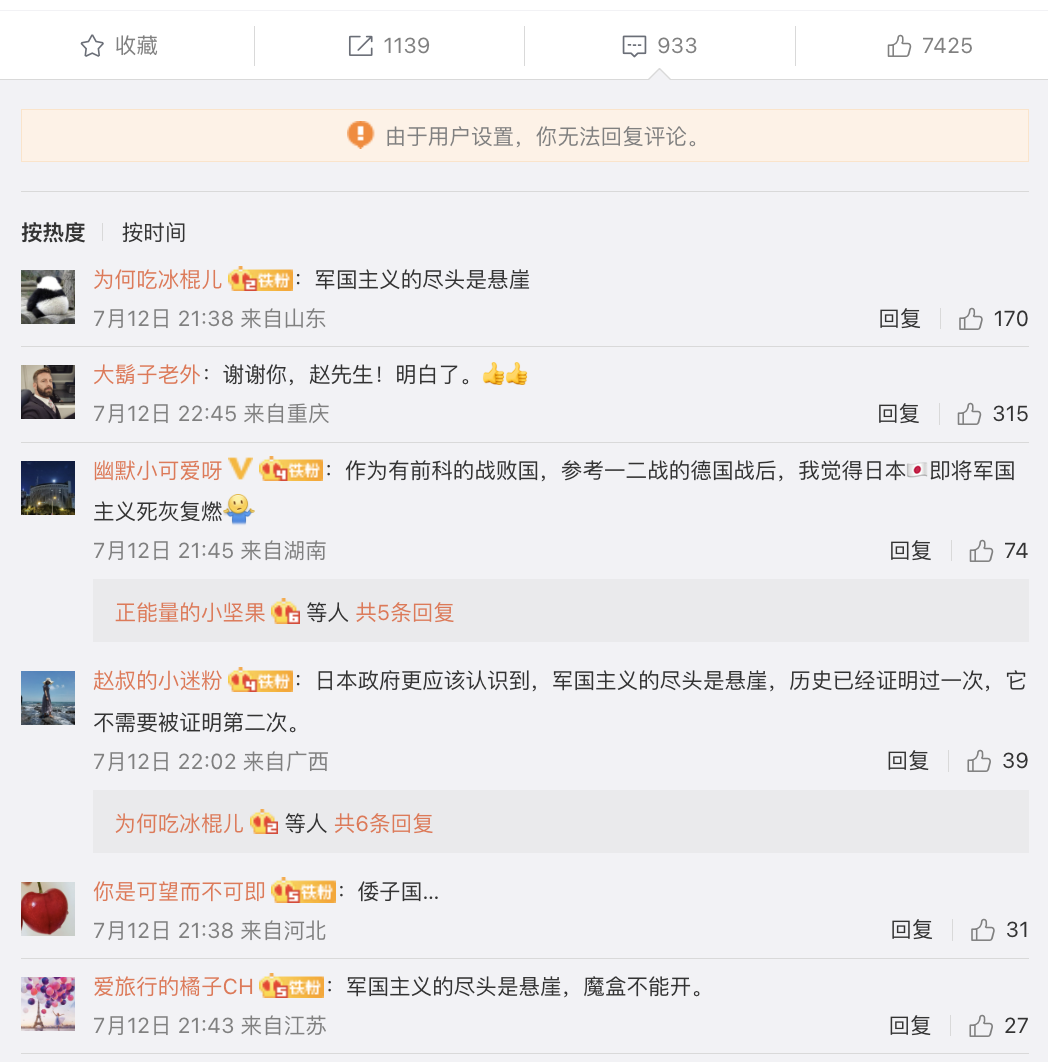 收藏
1139
933
7425
由于用户设置，你无法回复评论。
按热度 按时间
为何吃冰棍儿 2铁粉：军国主义的尽头是悬崖
7月12日 21:38 来自山东
回复 170
大鬍子老外：谢谢你，赵先生！明白了。👍👍
7月12日 22:45 来自重庆
回复 315
幽默小可爱呀 V 4铁粉：作为有前科的战败国，参考一二战的德国战后，我觉得日本🇯🇵即将军国
主义死灰复燃🤷
7月12日 21:45 来自湖南
回复 74
正能量的小坚果 6 等人 共5条回复
赵叔的小迷粉 4铁粉：日本政府更应该认识到，军国主义的尽头是悬崖，历史已经证明过一次，它
不需要被证明第二次。
7月12日 22:02 来自广西
回复 39
为何吃冰棍儿 2 等人 共6条回复
你是可望而不可即 5铁粉：倭子国...
7月12日 21:38 来自河北
回复 31
爱旅行的橘子CH 5铁粉：军国主义的尽头是悬崖，魔盒不能开。
7月12日 21:43 来自江苏
回复 27